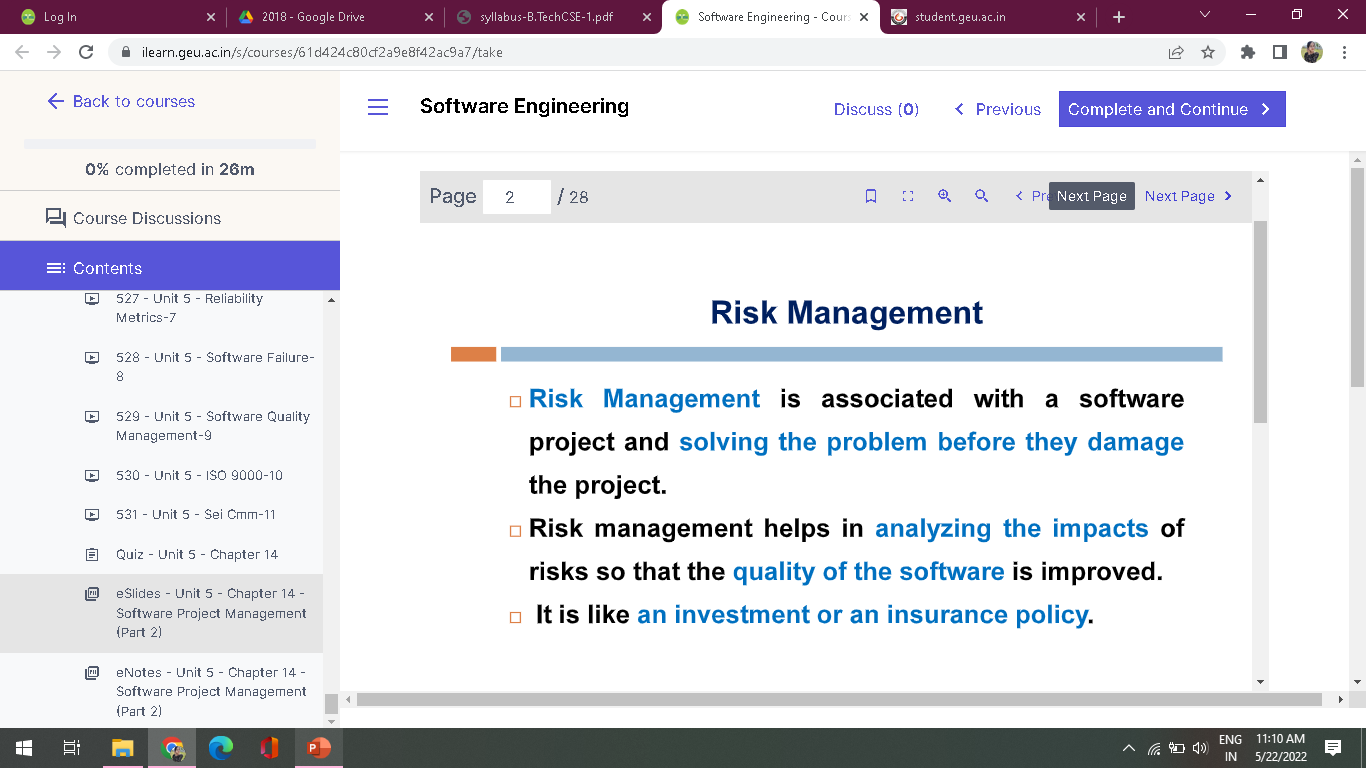 Log In
2018 - Google Drive
syllabus-B.TechCSE-1.pdf
Software Engineering - Cour
student.geu.ac.in
ilearn.geu.ac.in/s/courses/61d424c80cf2a9e8f42ac9a7/take
Back to courses
0% completed in 26m
Course Discussions
Contents
527 - Unit 5 - Reliability
Metrics-7
528 - Unit 5 - Software Failure-
8
529 - Unit 5 - Software Quality
Management-9
530 - Unit 5 - ISO 9000-10
531 - Unit 5 - Sei Cmm-11
Quiz - Unit 5 - Chapter 14
eSlides - Unit 5 - Chapter 14 -
Software Project Management
(Part 2)
eNotes - Unit 5 - Chapter 14 -
Software Project Management
(Part 2)
Software Engineering
Discuss (0)
Previous
Complete and Continue
Page 2 / 28
Pre
Next Page
Next Page
Risk Management
Risk Management is associated with a software
project and solving the problem before they damage
the project.
Risk management helps in analyzing the impacts of
risks so that the quality of the software is improved.
It is like an investment or an insurance policy.
ENG
IN
11:10 AM
5/22/2022